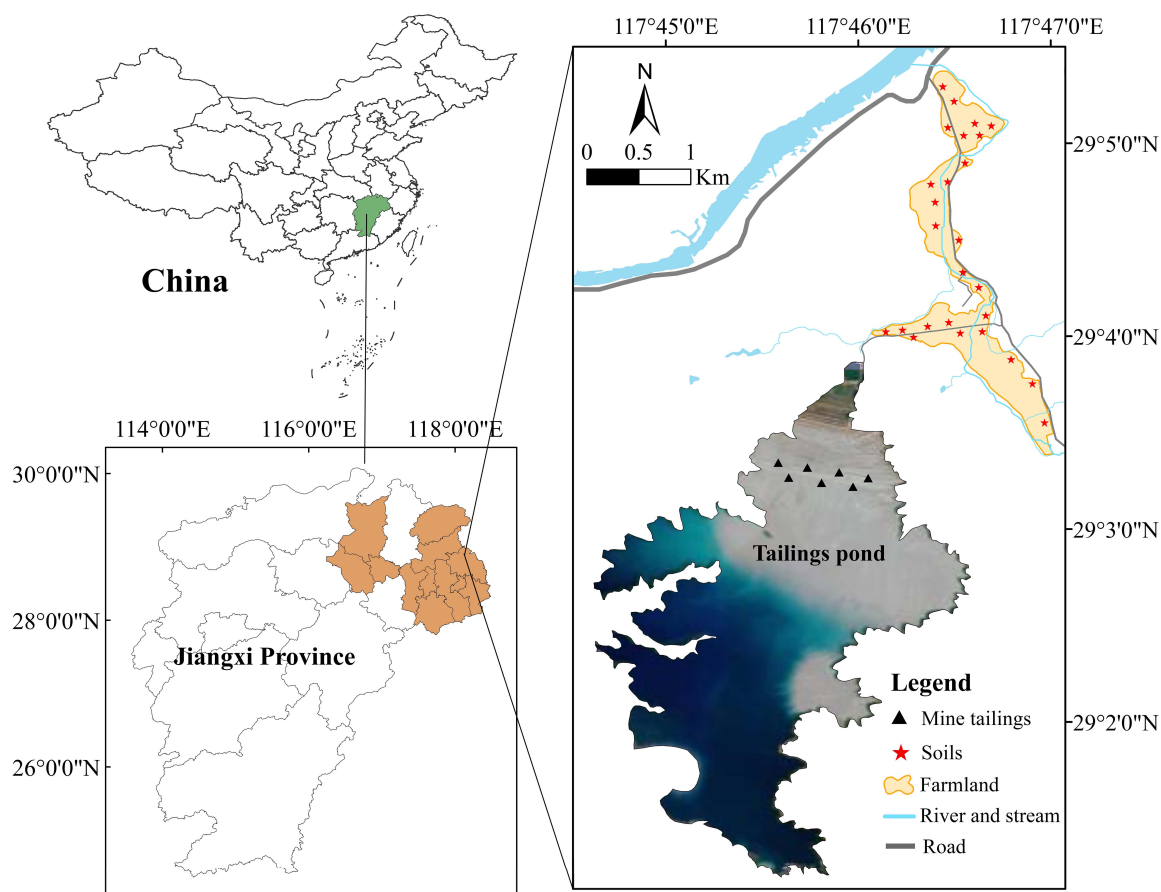 China
114°0'0"E
116°0'0"E
118°0'0"E
30°0'0"N
28°0'0"N
26°0'0"N
Jiangxi Province
117°45'0"E
117°46'0"E
117°47'0"E
N
0 0.5 1
Km
29°5'0"N
29°4'0"N
29°3'0"N
29°2'0"N
Tailings pond
Legend
Mine tailings
Soils
Farmland
River and stream
Road